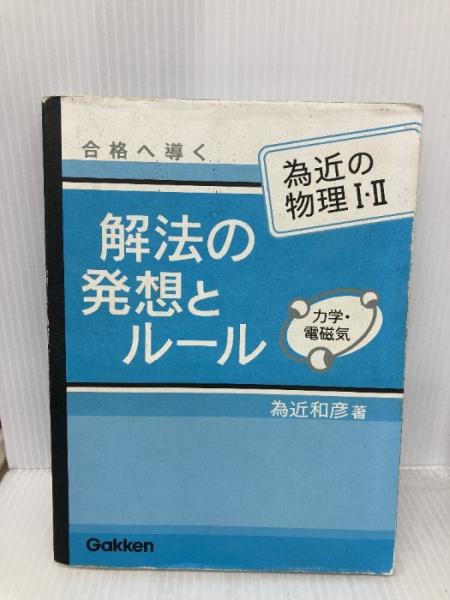 合格へ導く
為近の
物理Ⅰ・Ⅱ
解法の
発想と
ルール
力学・
電磁気
為近和彦著
Gakken